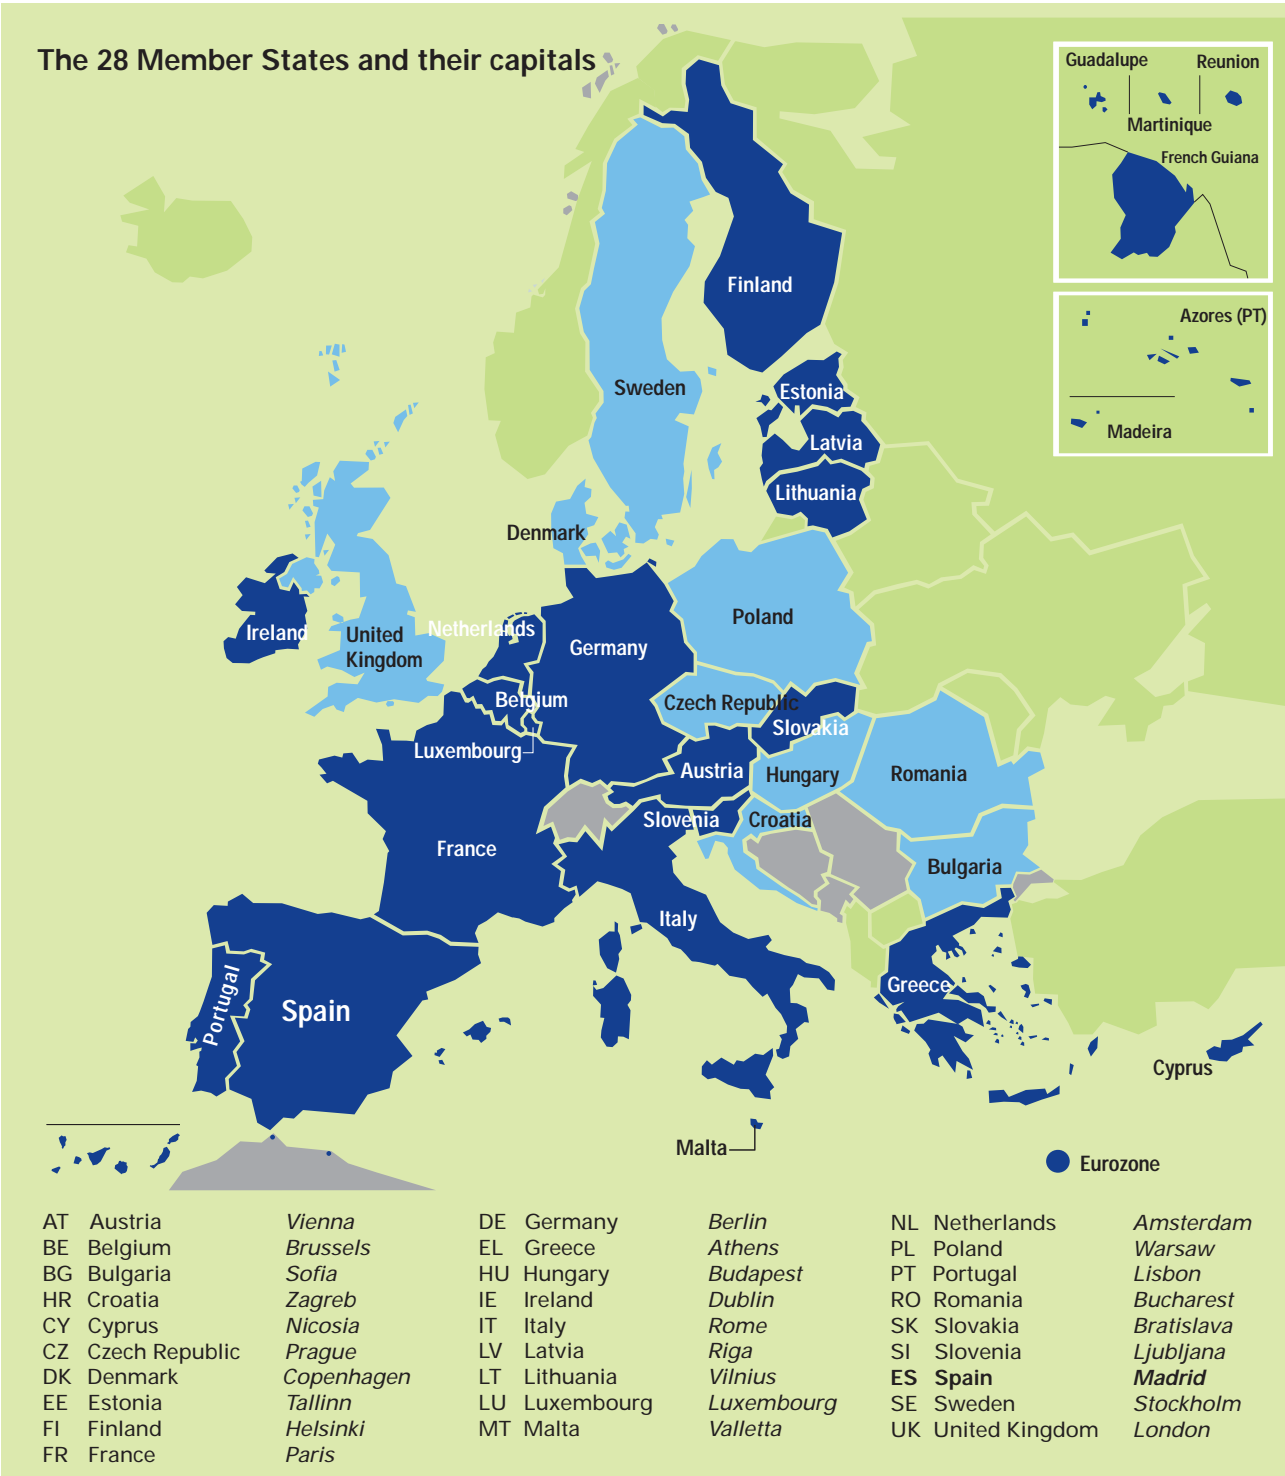 The 28 Member States and their capitals
Guadalupe
Reunion
Martinique
French Guiana
Azores (PT)
Madeira
Finland
Sweden
Estonia
Latvia
Lithuania
Denmark
Ireland
United
Kingdom
Netherlands
Germany
Poland
Belgium
Czech Republic
Luxembourg
Slovakia
Austria
Hungary
Romania
Slovenia
Croatia
France
Bulgaria
Italy
Portugal
Spain
Greece
Cyprus
Malta
Eurozone
AT Austria Vienna
BE Belgium Brussels
BG Bulgaria Sofia
HR Croatia Zagreb
CY Cyprus Nicosia
CZ Czech Republic Prague
DK Denmark Copenhagen
EE Estonia Tallinn
FI Finland Helsinki
FR France Paris
DE Germany Berlin
EL Greece Athens
HU Hungary Budapest
IE Ireland Dublin
IT Italy Rome
LV Latvia Riga
LT Lithuania Vilnius
LU Luxembourg Luxembourg
MT Malta Valletta
NL Netherlands Amsterdam
PL Poland Warsaw
PT Portugal Lisbon
RO Romania Bucharest
SK Slovakia Bratislava
SI Slovenia Ljubljana
ES Spain Madrid
SE Sweden Stockholm
UK United Kingdom London